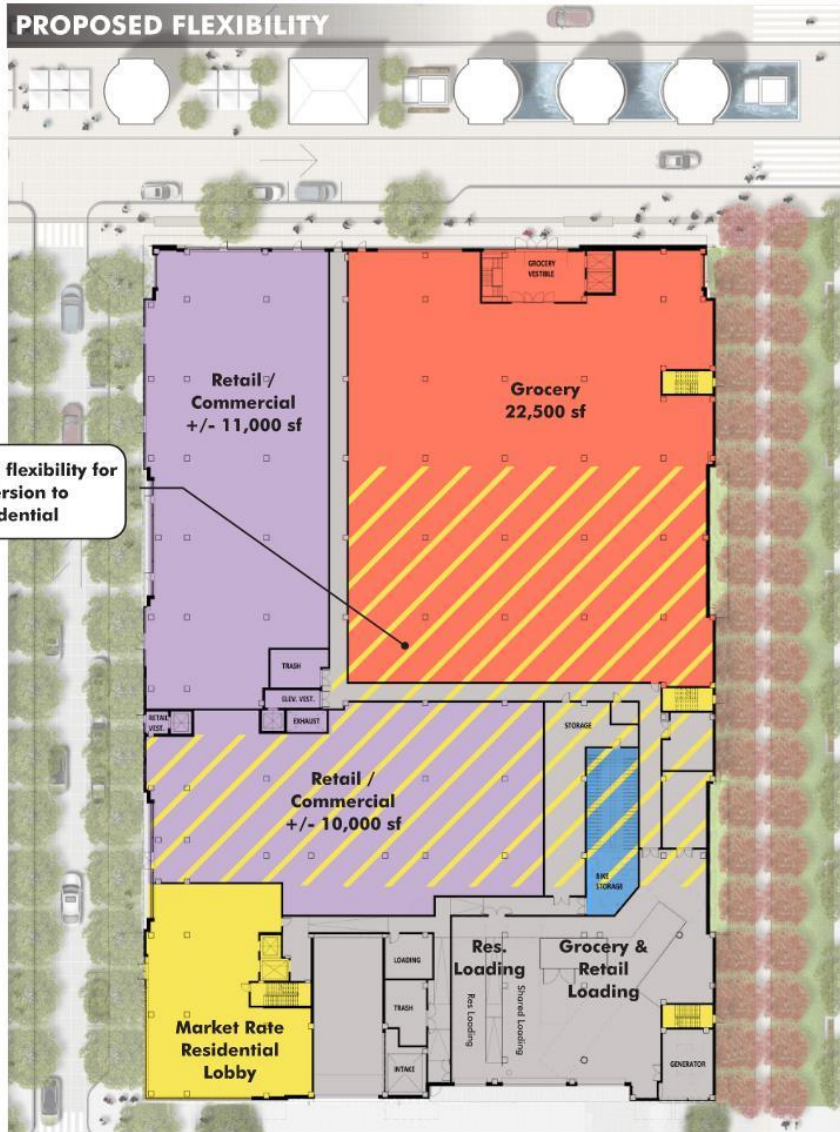 PROPOSED FLEXIBILITY
GROCERY
VESTIBLE
Retail /
Commercial
+/- 11,000 sf
Grocery
22,500 sf
flexibility for
ersion to
dential
TRASH
ELEV. VEST.
RETAIL
VEST.
EXHAUST
STORAGE
Retail /
Commercial
+/- 10,000 sf
BIKE
STORAGE
LOADING
Res.
Loading
Grocery &
Retail
Loading
TRASH
Res Loading
Shared Loading
Market Rate
Residential
Lobby
INTAKE
GENERATOR